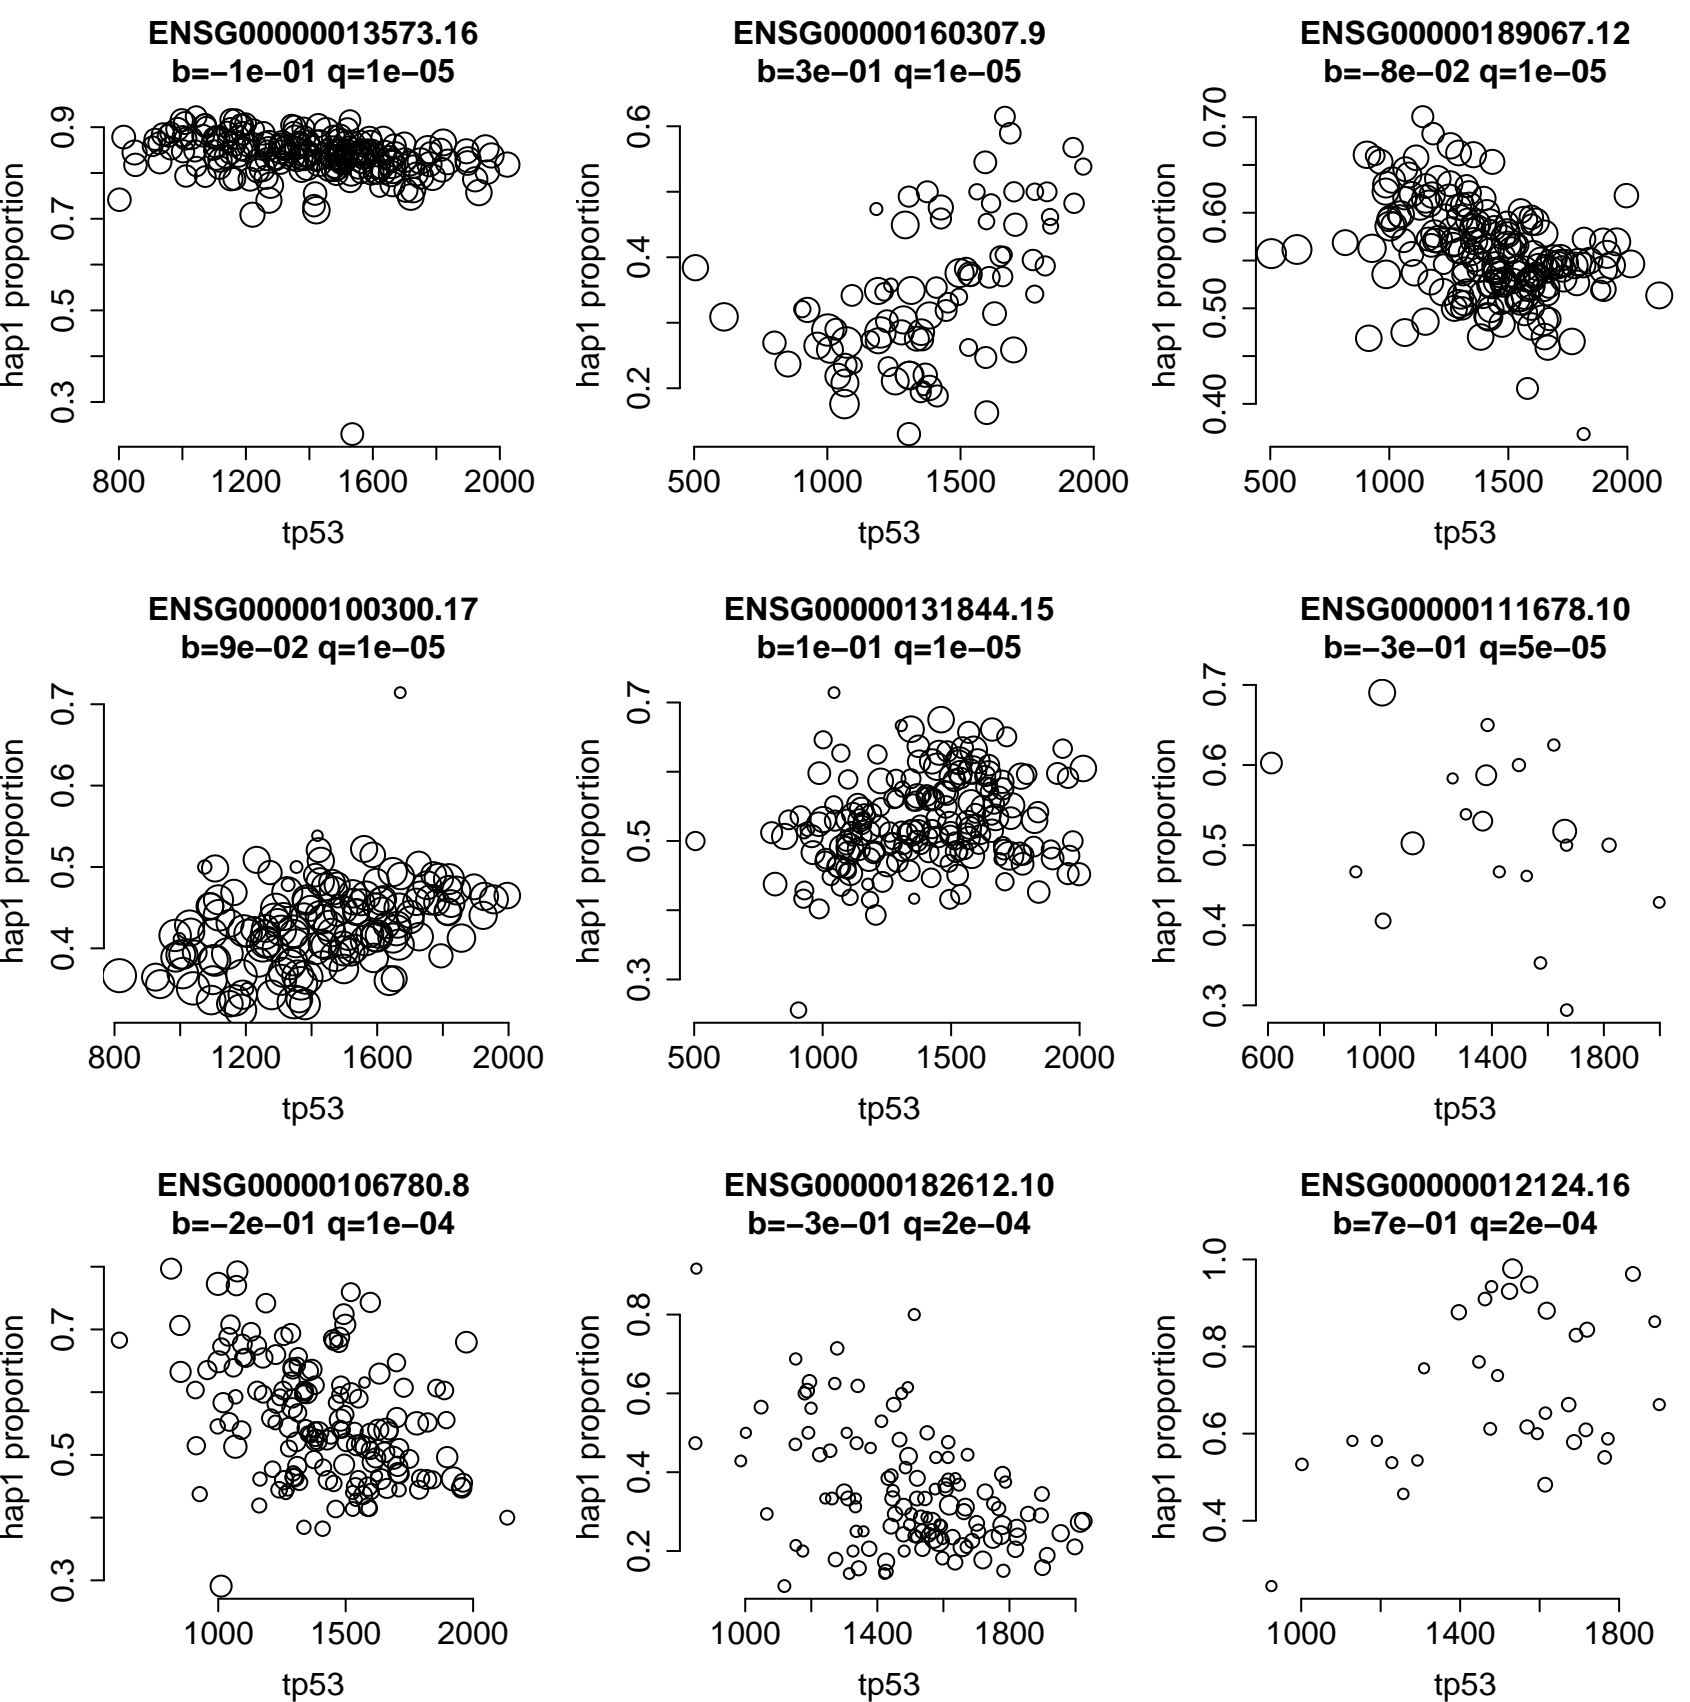 ENSG00000013573.16
b=−1e−01 q=1e−05
hap1 proportion
0.3 0.5 0.7 0.9
800 1200 1600 2000
tp53
ENSG00000160307.9
b=3e−01 q=1e−05
hap1 proportion
0.2 0.4 0.6
500 1000 1500 2000
tp53
ENSG00000189067.12
b=−8e−02 q=1e−05
hap1 proportion
0.40 0.50 0.60 0.70
500 1000 1500 2000
tp53
ENSG00000100300.17
b=9e−02 q=1e−05
hap1 proportion
0.4 0.5 0.6 0.7
800 1200 1600 2000
tp53
ENSG00000131844.15
b=1e−01 q=1e−05
hap1 proportion
0.3 0.5 0.7
500 1000 1500 2000
tp53
ENSG00000111678.10
b=−3e−01 q=5e−05
hap1 proportion
0.3 0.4 0.5 0.6 0.7
600 1000 1400 1800
tp53
ENSG00000106780.8
b=−2e−01 q=1e−04
hap1 proportion
0.3 0.5 0.7
1000 1500 2000
tp53
ENSG00000182612.10
b=−3e−01 q=2e−04
hap1 proportion
0.2 0.4 0.6 0.8
1000 1400 1800
tp53
ENSG00000012124.16
b=7e−01 q=2e−04
hap1 proportion
0.4 0.6 0.8 1.0
1000 1400 1800
tp53